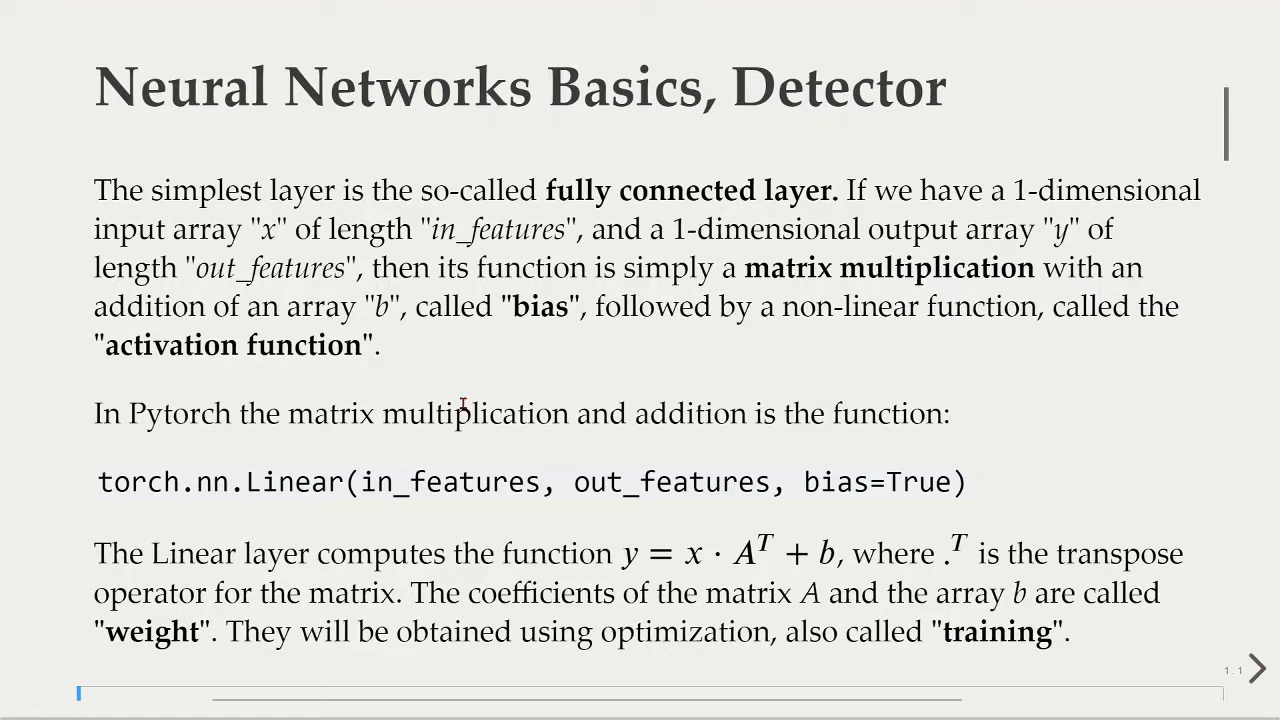 Neural Networks Basics, Detector
The simplest layer is the so-called fully connected layer. If we have a 1-dimensional
input array "x" of length "in_features", and a 1-dimensional output array "y" of
length "out_features", then its function is simply a matrix multiplication with an
addition of an array "b", called "bias", followed by a non-linear function, called the
"activation function".
In Pytorch the matrix multiplication and addition is the function:
torch.nn.Linear(in_features, out_features, bias=True)
The Linear layer computes the function y = x · Aᵀ + b, where .ᵀ is the transpose
operator for the matrix. The coefficients of the matrix A and the array b are called
"weight". They will be obtained using optimization, also called "training".
1.1